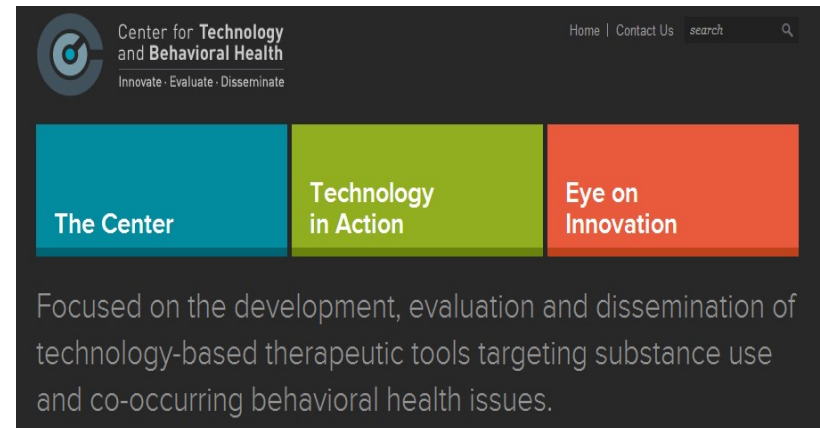 Center for Technology
and Behavioral Health
Innovate · Evaluate · Disseminate
Home | Contact Us search
The Center
Technology
in Action
Eye on
Innovation
Focused on the development, evaluation and dissemination of
technology-based therapeutic tools targeting substance use
and co-occurring behavioral health issues.